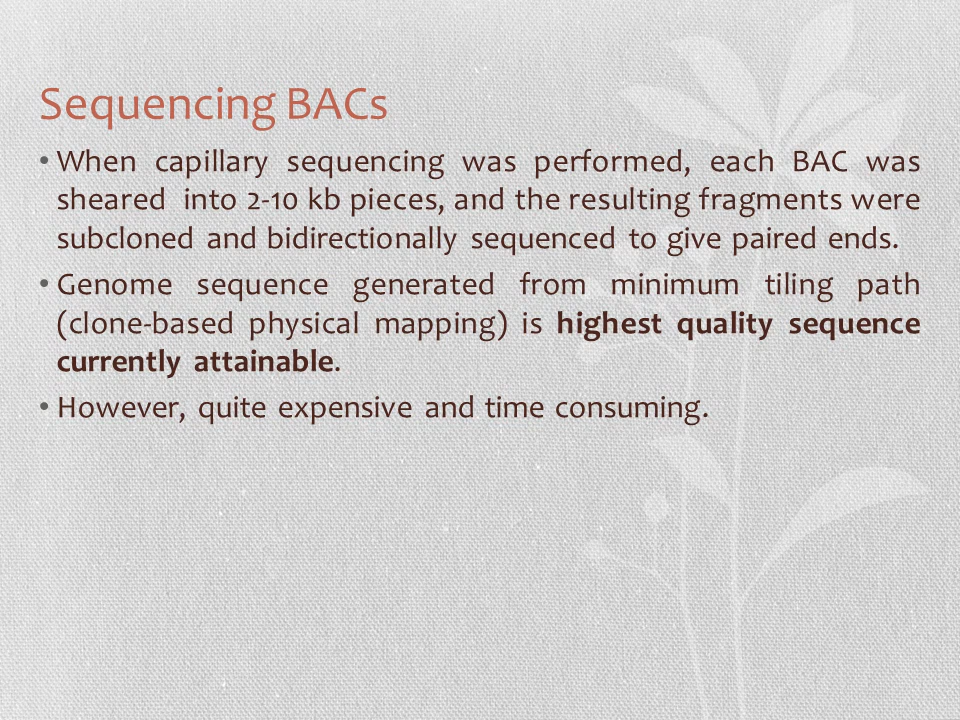 Sequencing BACs
• When capillary sequencing was performed, each BAC was
sheared into 2-10 kb pieces, and the resulting fragments were
subcloned and bidirectionally sequenced to give paired ends.
• Genome sequence generated from minimum tiling path
(clone-based physical mapping) is highest quality sequence
currently attainable.
• However, quite expensive and time consuming.